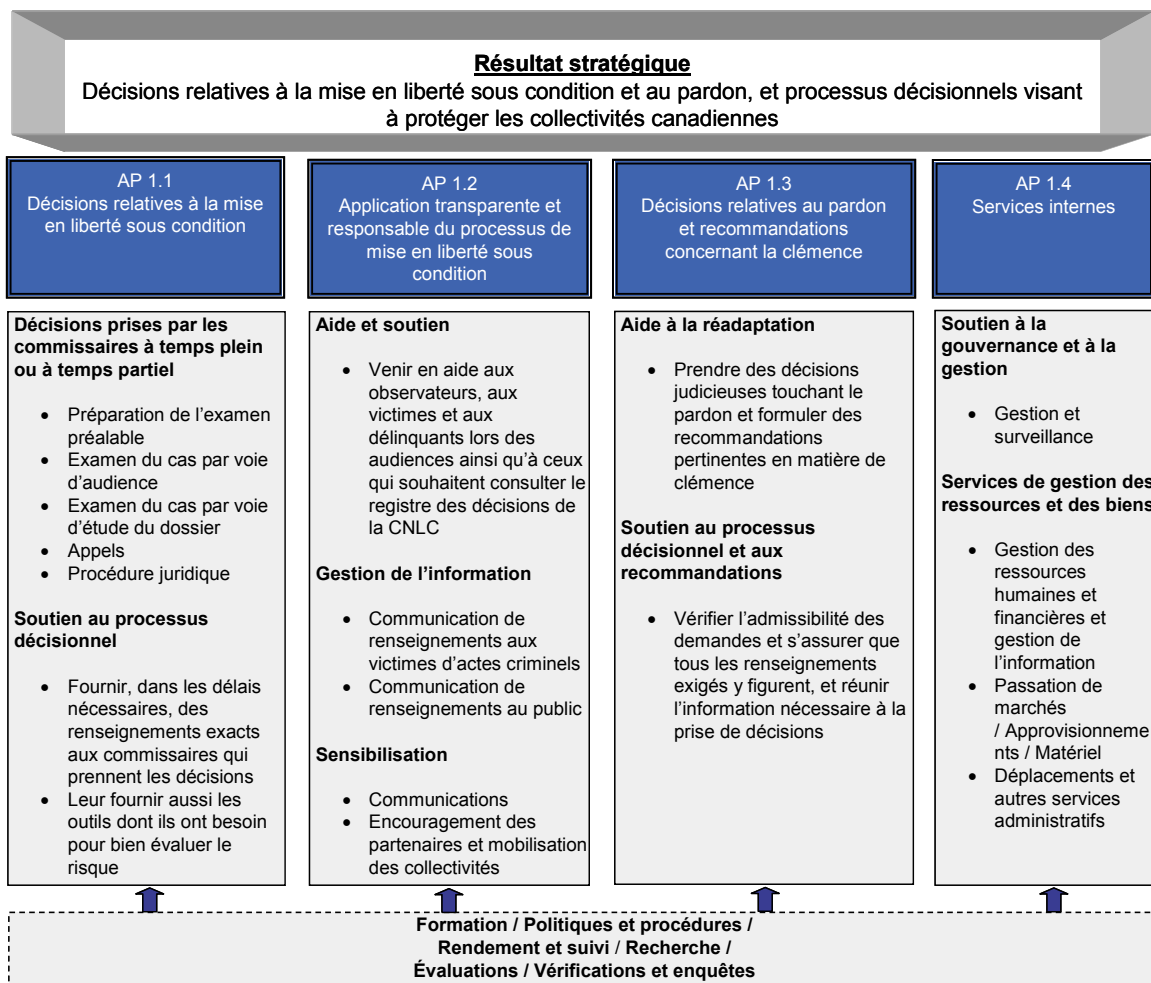 Résultat stratégique
Décisions relatives à la mise en liberté sous condition et au pardon, et processus décisionnels visant
à protéger les collectivités canadiennes
AP 1.1
Décisions relatives à la mise
en liberté sous condition
AP 1.2
Application transparente et
responsable du processus de
mise en liberté sous
condition
AP 1.3
Décisions relatives au pardon
et recommandations
concernant la clémence
AP 1.4
Services internes
Décisions prises par les
commissaires à temps plein
ou à temps partiel
• Préparation de l'examen
préalable
• Examen du cas par voie
d'audience
• Examen du cas par voie
d'étude du dossier
• Appels
• Procédure juridique
Soutien au processus
décisionnel
• Fournir, dans les délais
nécessaires, des
renseignements exacts
aux commissaires qui
prennent les décisions
• Leur fournir aussi les
outils dont ils ont besoin
pour bien évaluer le
risque
Aide et soutien
• Venir en aide aux
observateurs, aux
victimes et aux
délinquants lors des
audiences ainsi qu'à ceux
qui souhaitent consulter le
registre des décisions de
la CNLC
Gestion de l'information
• Communication de
renseignements aux
victimes d'actes criminels
• Communication de
renseignements au public
Sensibilisation
• Communications
• Encouragement des
partenaires et mobilisation
des collectivités
Aide à la réadaptation
• Prendre des décisions
judicieuses touchant le
pardon et formuler des
recommandations
pertinentes en matière de
clémence
Soutien au processus
décisionnel et aux
recommandations
• Vérifier l'admissibilité des
demandes et s'assurer que
tous les renseignements
exigés y figurent, et réunir
l'information nécessaire à la
prise de décisions
Soutien à la
gouvernance et à la
gestion
• Gestion et
surveillance
Services de gestion des
ressources et des biens
• Gestion des
ressources
humaines et
financières et
gestion de
l'information
• Passation de
marchés
/ Approvisionneme
nts / Matériel
• Déplacements et
autres services
administratifs
Formation / Politiques et procédures /
Rendement et suivi / Recherche /
Évaluations / Vérifications et enquêtes